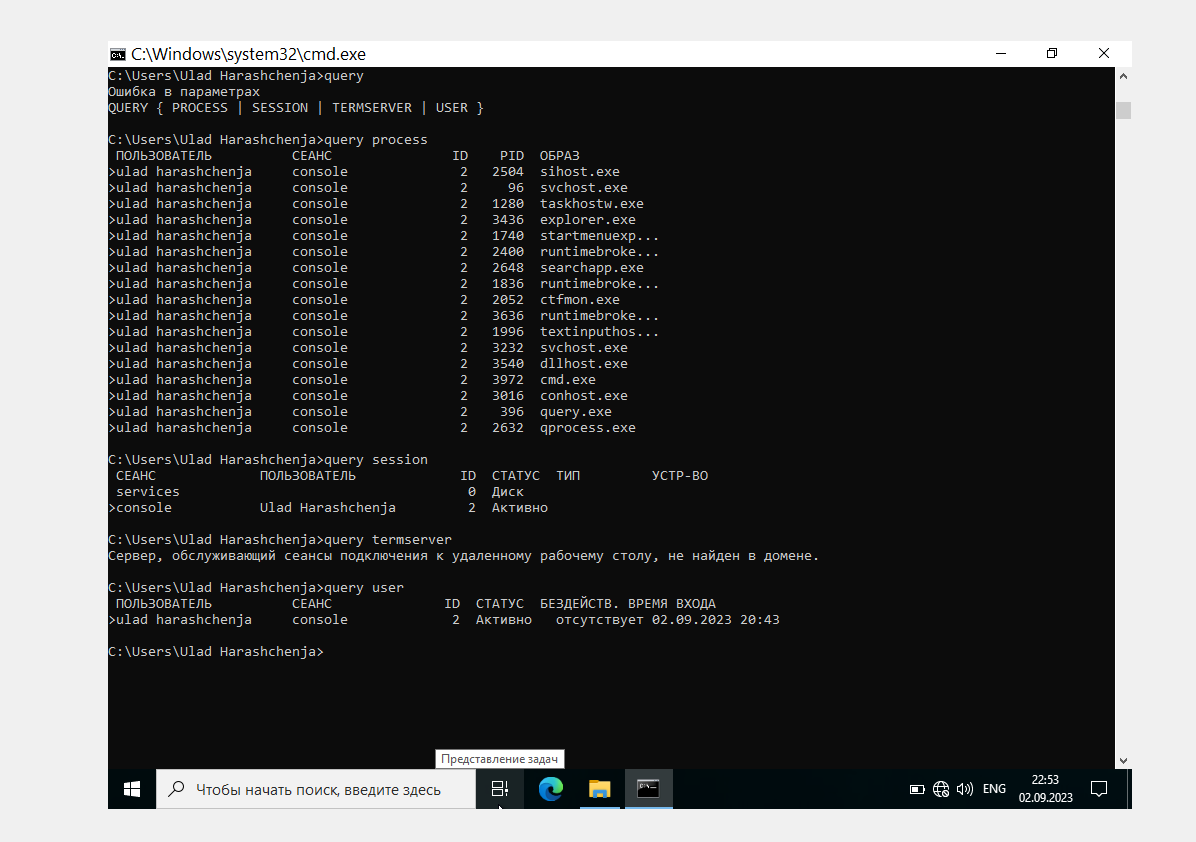 C:\Windows\system32\cmd.exe
C:\Users\Ulad Harashchenja>query
Ошибка в параметрах
QUERY { PROCESS | SESSION | TERMSERVER | USER }
C:\Users\Ulad Harashchenja>query process
ПОЛЬЗОВАТЕЛЬ СЕАНС ID PID ОБРАЗ
>ulad harashchenja console 2 2504 sihost.exe
>ulad harashchenja console 2 96 svchost.exe
>ulad harashchenja console 2 1280 taskhostw.exe
>ulad harashchenja console 2 3436 explorer.exe
>ulad harashchenja console 2 1740 startmenuexp...
>ulad harashchenja console 2 2400 runtimebroke...
>ulad harashchenja console 2 2648 searchapp.exe
>ulad harashchenja console 2 1836 runtimebroke...
>ulad harashchenja console 2 2052 ctfmon.exe
>ulad harashchenja console 2 3636 runtimebroke...
>ulad harashchenja console 2 1996 textinputhos...
>ulad harashchenja console 2 3232 svchost.exe
>ulad harashchenja console 2 3540 dllhost.exe
>ulad harashchenja console 2 3972 cmd.exe
>ulad harashchenja console 2 3016 conhost.exe
>ulad harashchenja console 2 396 query.exe
>ulad harashchenja console 2 2632 qprocess.exe
C:\Users\Ulad Harashchenja>query session
СЕАНС ПОЛЬЗОВАТЕЛЬ ID СТАТУС ТИП УСТР-ВО
services 0 Диск
>console Ulad Harashchenja 2 Активно
C:\Users\Ulad Harashchenja>query termserver
Сервер, обслуживающий сеансы подключения к удаленному рабочему столу, не найден в домене.
C:\Users\Ulad Harashchenja>query user
ПОЛЬЗОВАТЕЛЬ СЕАНС ID СТАТУС БЕЗДЕЙСТВ. ВРЕМЯ ВХОДА
>ulad harashchenja console 2 Активно отсутствует 02.09.2023 20:43
C:\Users\Ulad Harashchenja>
Представление задач
Чтобы начать поиск, введите здесь
ENG
22:53
02.09.2023